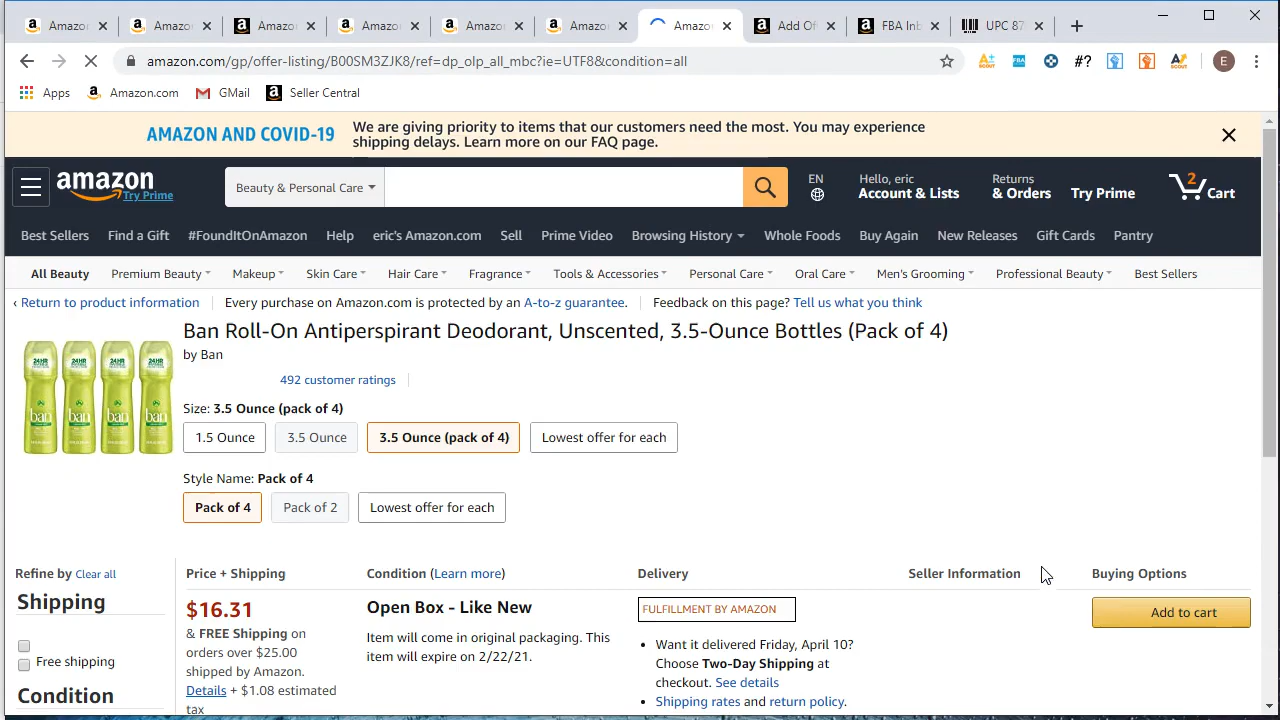 Amazon
Amazon
Amazon
Amazon
Amazon
Amazon
Amazon
Add Of
FBA Inb
UPC 87
amazon.com/gp/offer-listing/B00SM3ZJK8/ref=dp_olp_all_mbc?ie=UTF8&condition=all
A+ SCOUT
FBA
#?
SCOUT
E
Apps
Amazon.com
GMail
Seller Central
AMAZON AND COVID-19
We are giving priority to items that our customers need the most. You may experience
shipping delays. Learn more on our FAQ page.
amazon
Try Prime
Beauty & Personal Care
EN
Hello, eric
Account & Lists
Returns
& Orders
Try Prime
2
Cart
Best Sellers Find a Gift #FoundItOnAmazon Help eric's Amazon.com Sell Prime Video Browsing History Whole Foods Buy Again New Releases Gift Cards Pantry
All Beauty Premium Beauty Makeup Skin Care Hair Care Fragrance Tools & Accessories Personal Care Oral Care Men's Grooming Professional Beauty Best Sellers
‹ Return to product information Every purchase on Amazon.com is protected by an A-to-z guarantee. Feedback on this page? Tell us what you think
Ban Roll-On Antiperspirant Deodorant, Unscented, 3.5-Ounce Bottles (Pack of 4)
by Ban
492 customer ratings
24HR 24HR 24HR 24HR
ban ban ban ban
Size: 3.5 Ounce (pack of 4)
1.5 Ounce 3.5 Ounce 3.5 Ounce (pack of 4) Lowest offer for each
Style Name: Pack of 4
Pack of 4 Pack of 2 Lowest offer for each
Refine by Clear all
Shipping
Free shipping
Condition
Price + Shipping
$16.31
& FREE Shipping on
orders over $25.00
shipped by Amazon.
Details + $1.08 estimated
tax
Condition (Learn more)
Open Box - Like New
Item will come in original packaging. This
item will expire on 2/22/21.
Delivery
FULFILLMENT BY AMAZON
• Want it delivered Friday, April 10?
Choose Two-Day Shipping at
checkout. See details
• Shipping rates and return policy.
Seller Information
Buying Options
Add to cart